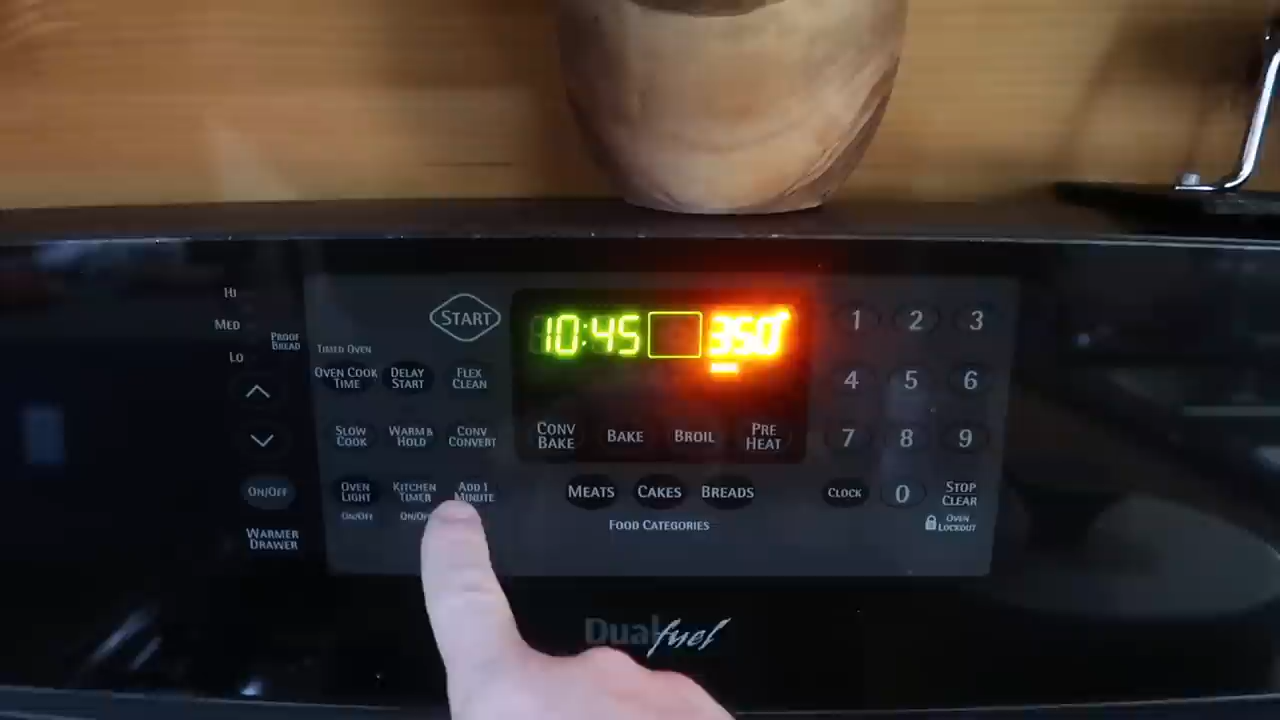 HI
MED
LO
PROOF
BREAD
ON/OFF
WARMER
DRAWER
START
TIMED OVEN
OVEN COOK
TIME
DELAY
START
FLEX
CLEAN
SLOW
COOK
WARM &
HOLD
CONV
CONVERT
OVEN
LIGHT
ON/OFF
KITCHEN
TIMER
ON/OFF
ADD 1
MINUTE
10:45
350°
CONV
BAKE
BAKE
BROIL
PRE
HEAT
MEATS
CAKES
BREADS
FOOD CATEGORIES
1 2 3
4 5 6
7 8 9
CLOCK
0
STOP
CLEAR
OVEN
LOCKOUT
Dual fuel